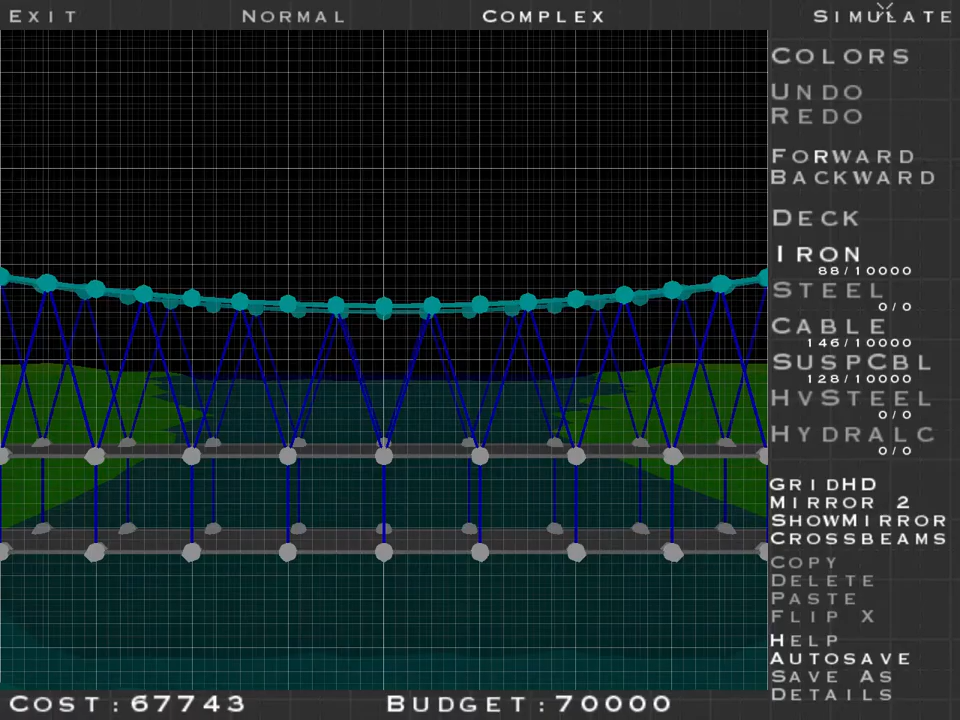 EXIT NORMAL COMPLEX SIMULATE
COLORS
UNDO
REDO
FORWARD
BACKWARD
DECK
IRON
88/10000
STEEL
0/0
CABLE
146/10000
SUSPCBL
128/10000
HVSTEEL
0/0
HYDRALC
0/0
GRIDHD
MIRROR 2
SHOWMIRROR
CROSSBEAMS
COPY
DELETE
PASTE
FLIP X
HELP
AUTOSAVE
SAVE AS
DETAILS
COST:67743 BUDGET:70000